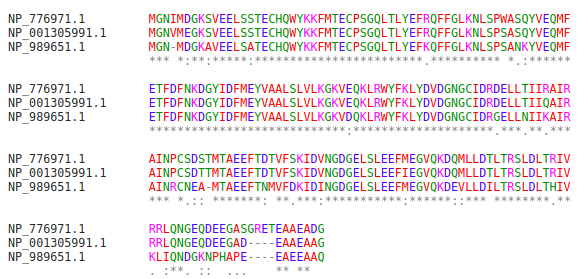 NP_776971.1 MGNIMDGKSVEELSSTECHQWYKKFMTECPSGQLTLYEFRQFFGLKNLSPWASQYVEQMF
NP_001305991.1 MGNVMEGKSVEELSSTECHQWYKKFMTECPSGQLTLYEFRQFFGLKNLSPSASQYVEQMF
NP_989651.1 MGN-MDGKAVEELSATECHQWYKKFMTECPSGQLTLYEFKQFFGLKNLSPSANKYVEQMF
*** *:**:*****:************************.********** *.:******
NP_776971.1 ETFDFNKDGYIDFMEYVAALSLVLKGKVEQKLRWYFKLYDVDGNGCIDRDELLTIIRAIR
NP_001305991.1 ETFDFNKDGYIDFMEYVAALSLVLKGKVEQKLRWYFKLYDVDGNGCIDRDELLTIIQAIR
NP_989651.1 ETFDFNKDGYIDFMEYVAALSLVLKGKVDQKLRWYFKLYDVDGNGCIDRGELLNIIKAIR
****************************:********************.***.**.***
NP_776971.1 AINPCSDSTMTAEEFTDTVFSKIDVNGDGELSLEEFMEGVQKDQMLLDTLTRSLDLTRIV
NP_001305991.1 AINPCSDTTMTAEEFTDTVFSKIDVNGDGELSLEEFIEGVQKDQMLLDTLTRSLDLTRIV
NP_989651.1 AINRCNEA-MTAEEFTNMVFDKIDINGDGELSLEEFMEGVQKDEVLLDILTRSLDLTHIV
*** *.:: *******: **.***:***********:******::*** ********.**
NP_776971.1 RRLQNGEQDEEGASGRETEAAEADG
NP_001305991.1 RRLQNGEQDEEGAD----EAAEAAG
NP_989651.1 KLIQNDGKNPHAPE----EAEEAAQ
. :**. :: ... ** **